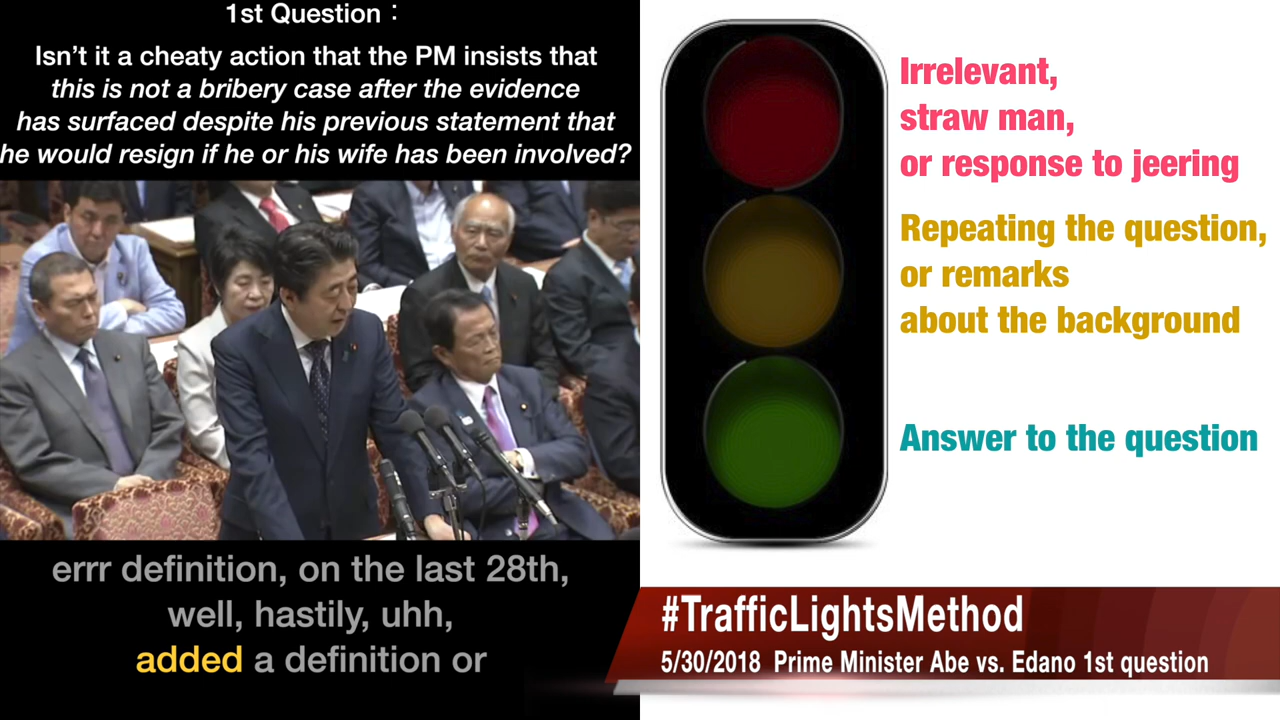 1st Question：
Isn't it a cheaty action that the PM insists that
this is not a bribery case after the evidence
has surfaced despite his previous statement that
he would resign if he or his wife has been involved?
errr definition, on the last 28th,
well, hastily, uhh,
added a definition or
Irrelevant,
straw man,
or response to jeering
Repeating the question,
or remarks
about the background
Answer to the question
#TrafficLightsMethod
5/30/2018 Prime Minister Abe vs. Edano 1st question